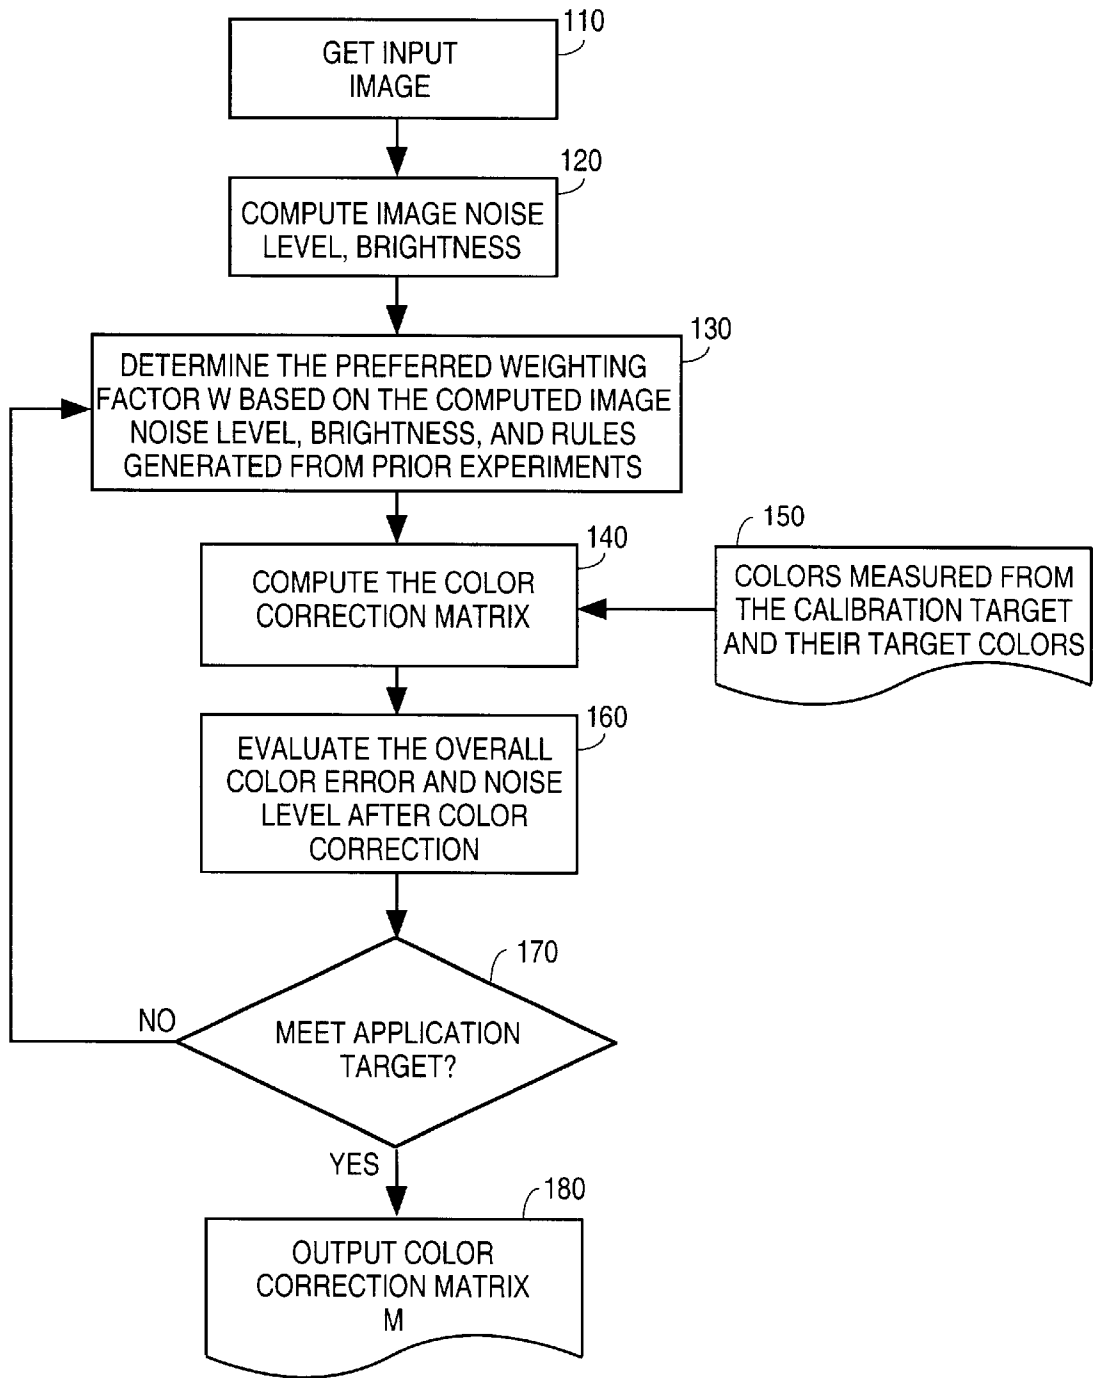 110
GET INPUT
IMAGE
120
COMPUTE IMAGE NOISE
LEVEL, BRIGHTNESS
130
DETERMINE THE PREFERRED WEIGHTING
FACTOR W BASED ON THE COMPUTED IMAGE
NOISE LEVEL, BRIGHTNESS, AND RULES
GENERATED FROM PRIOR EXPERIMENTS
140
COMPUTE THE COLOR
CORRECTION MATRIX
150
COLORS MEASURED FROM
THE CALIBRATION TARGET
AND THEIR TARGET COLORS
160
EVALUATE THE OVERALL
COLOR ERROR AND NOISE
LEVEL AFTER COLOR
CORRECTION
170
NO
MEET APPLICATION
TARGET?
YES
180
OUTPUT COLOR
CORRECTION MATRIX
M